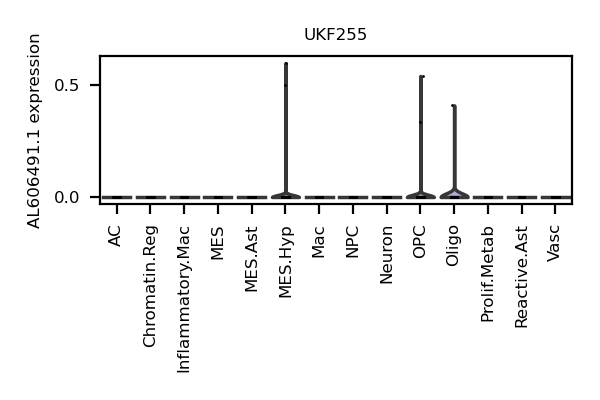 UKF255
AL606491.1 expression
0.5
0.0
AC
Chromatin.Reg
Inflammatory.Mac
MES
MES.Ast
MES.Hyp
Mac
NPC
Neuron
OPC
Oligo
Prolif.Metab
Reactive.Ast
Vasc